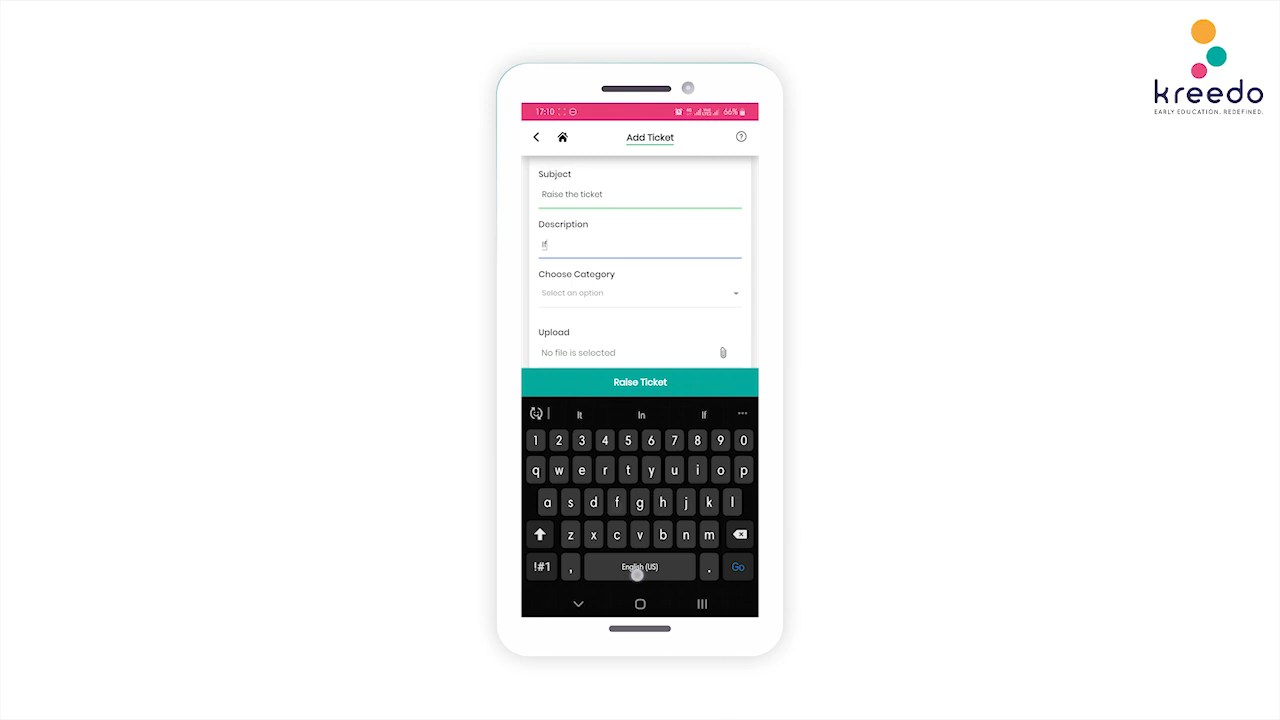 kreedo
EARLY EDUCATION. REDEFINED.
17:10 66%
Add Ticket
Subject
Raise the ticket
Description
If
Choose Category
Select an option
Upload
No file is selected
Raise Ticket
It In If
1 2 3 4 5 6 7 8 9 0
q w e r t y u i o p
a s d f g h j k l
z x c v b n m
!#1 , English (US) . Go